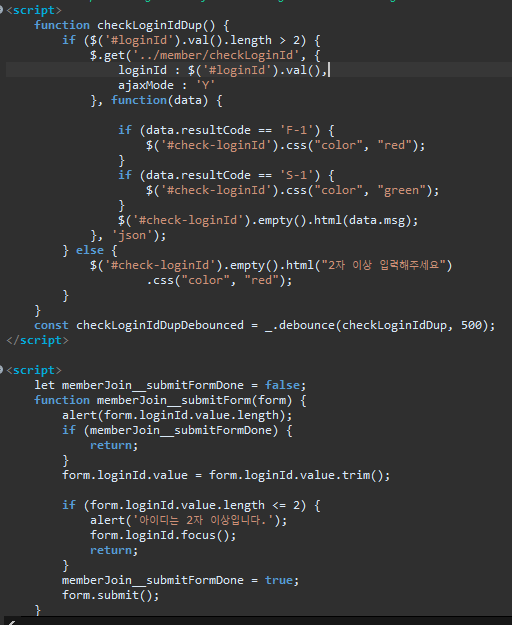 <script>
function checkLoginIdDup() {
if ($('#loginId').val().length > 2) {
$.get('../member/checkLoginId', {
loginId : $('#loginId').val(),
ajaxMode : 'Y'
}, function(data) {
if (data.resultCode == 'F-1') {
$('#check-loginId').css("color", "red");
}
if (data.resultCode == 'S-1') {
$('#check-loginId').css("color", "green");
}
$('#check-loginId').empty().html(data.msg);
}, 'json');
} else {
$('#check-loginId').empty().html("2자 이상 입력해주세요")
.css("color", "red");
}
}
const checkLoginIdDupDebounced = _.debounce(checkLoginIdDup, 500);
</script>
<script>
let memberJoin__submitFormDone = false;
function memberJoin__submitForm(form) {
alert(form.loginId.value.length);
if (memberJoin__submitFormDone) {
return;
}
form.loginId.value = form.loginId.value.trim();
if (form.loginId.value.length <= 2) {
alert('아이디는 2자 이상입니다.');
form.loginId.focus();
return;
}
memberJoin__submitFormDone = true;
form.submit();
}